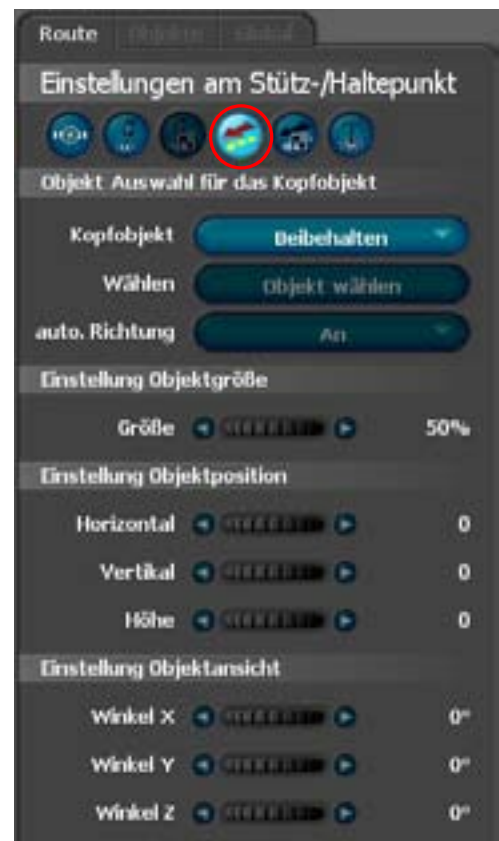 Route Objekte Global
Einstellungen am Stütz-/Haltepunkt
Objekt Auswahl für das Kopfobjekt
Kopfobjekt Beibehalten
Wählen Objekt wählen
auto. Richtung An
Einstellung Objektgröße
Größe 50%
Einstellung Objektposition
Horizontal 0
Vertikal 0
Höhe 0
Einstellung Objektansicht
Winkel X 0°
Winkel Y 0°
Winkel Z 0°